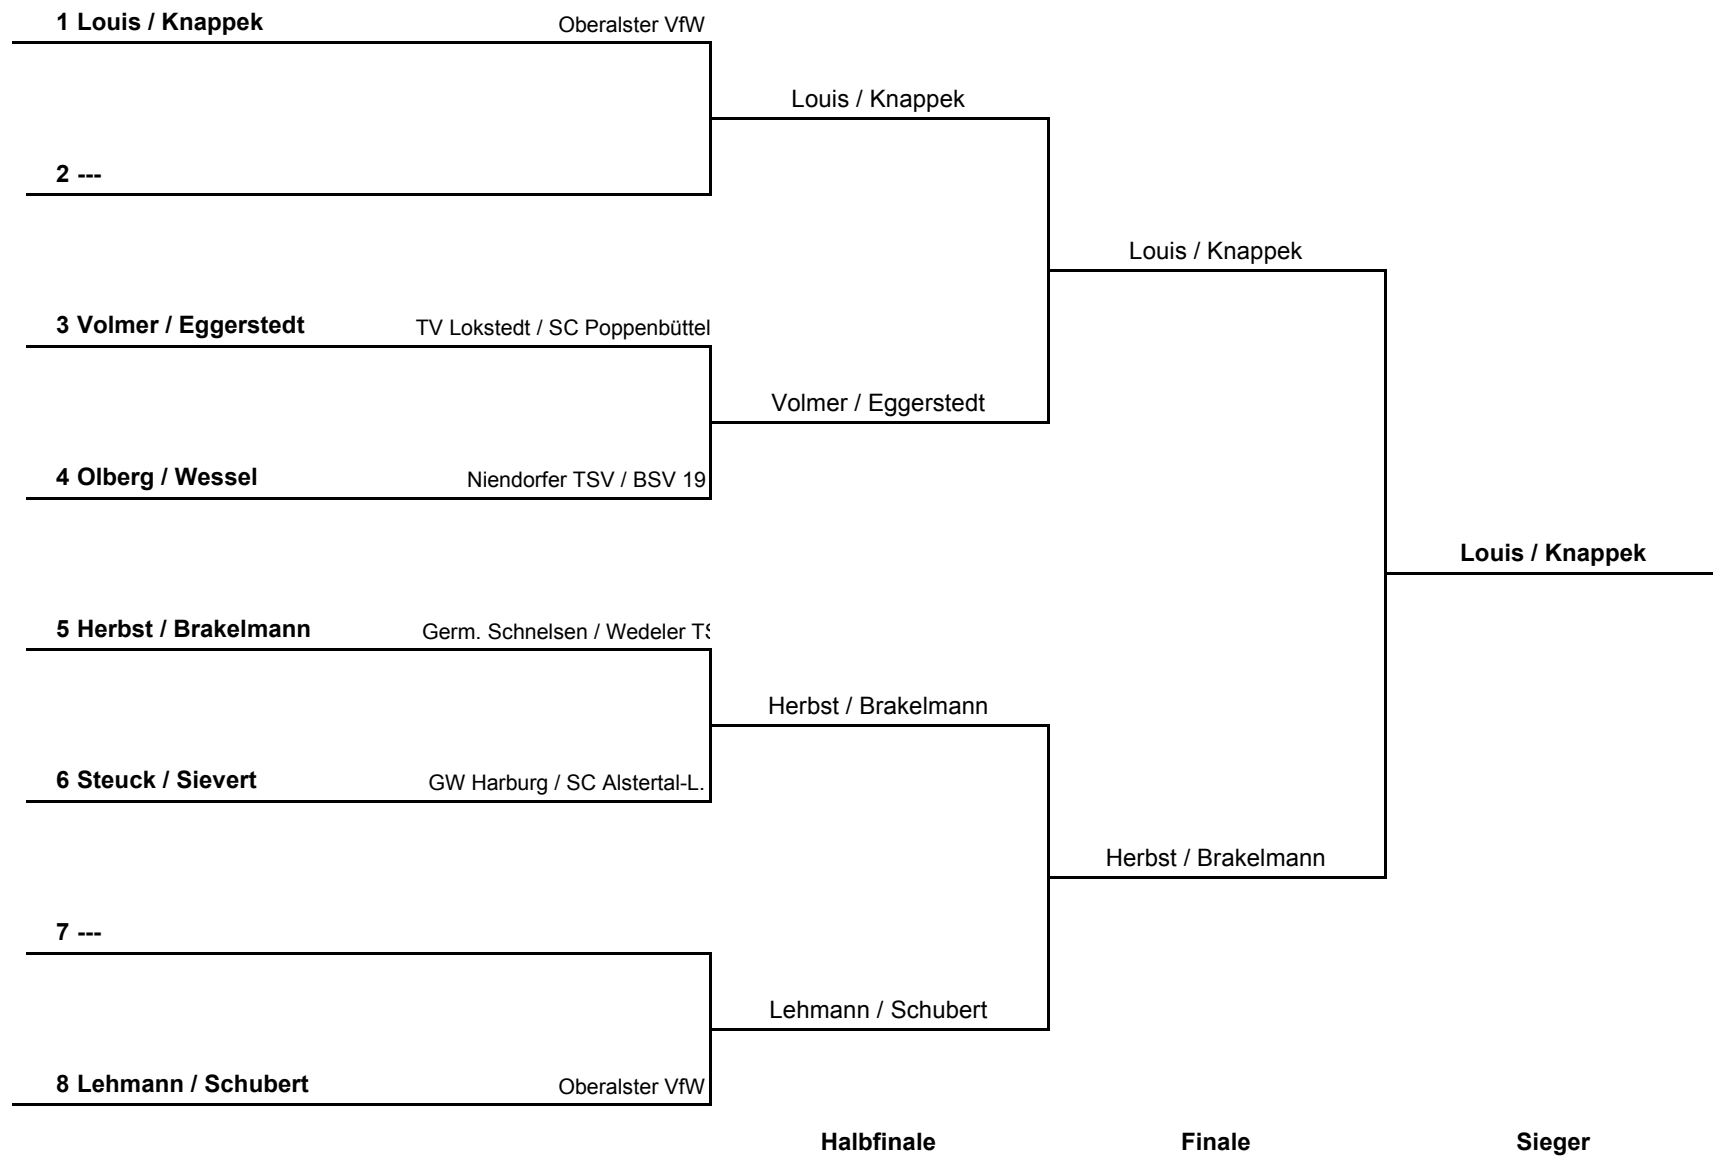 1 Louis / Knappek Oberalster VfW
Louis / Knappek
2 ---
Louis / Knappek
3 Volmer / Eggerstedt TV Lokstedt / SC Poppenbüttel
Volmer / Eggerstedt
4 Olberg / Wessel Niendorfer TSV / BSV 19
Louis / Knappek
5 Herbst / Brakelmann Germ. Schnelsen / Wedeler TS
Herbst / Brakelmann
6 Steuck / Sievert GW Harburg / SC Alstertal-L.
Herbst / Brakelmann
7 ---
Lehmann / Schubert
8 Lehmann / Schubert Oberalster VfW
Halbfinale Finale Sieger